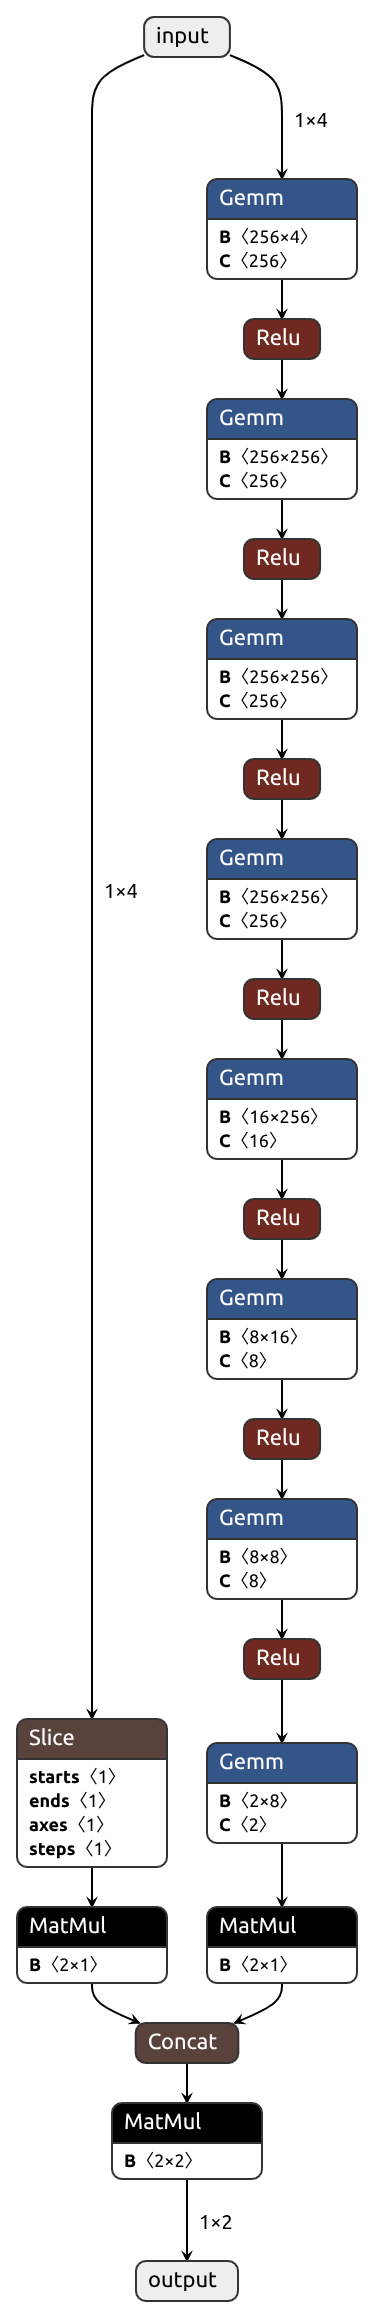 input
1×4
Gemm
B〈256×4〉
C〈256〉
Relu
Gemm
B〈256×256〉
C〈256〉
Relu
Gemm
B〈256×256〉
C〈256〉
Relu
Gemm
B〈256×256〉
C〈256〉
1×4
Relu
Gemm
B〈16×256〉
C〈16〉
Relu
Gemm
B〈8×16〉
C〈8〉
Relu
Gemm
B〈8×8〉
C〈8〉
Relu
Slice
starts〈1〉
ends〈1〉
axes〈1〉
steps〈1〉
Gemm
B〈2×8〉
C〈2〉
MatMul
B〈2×1〉
MatMul
B〈2×1〉
Concat
MatMul
B〈2×2〉
1×2
output